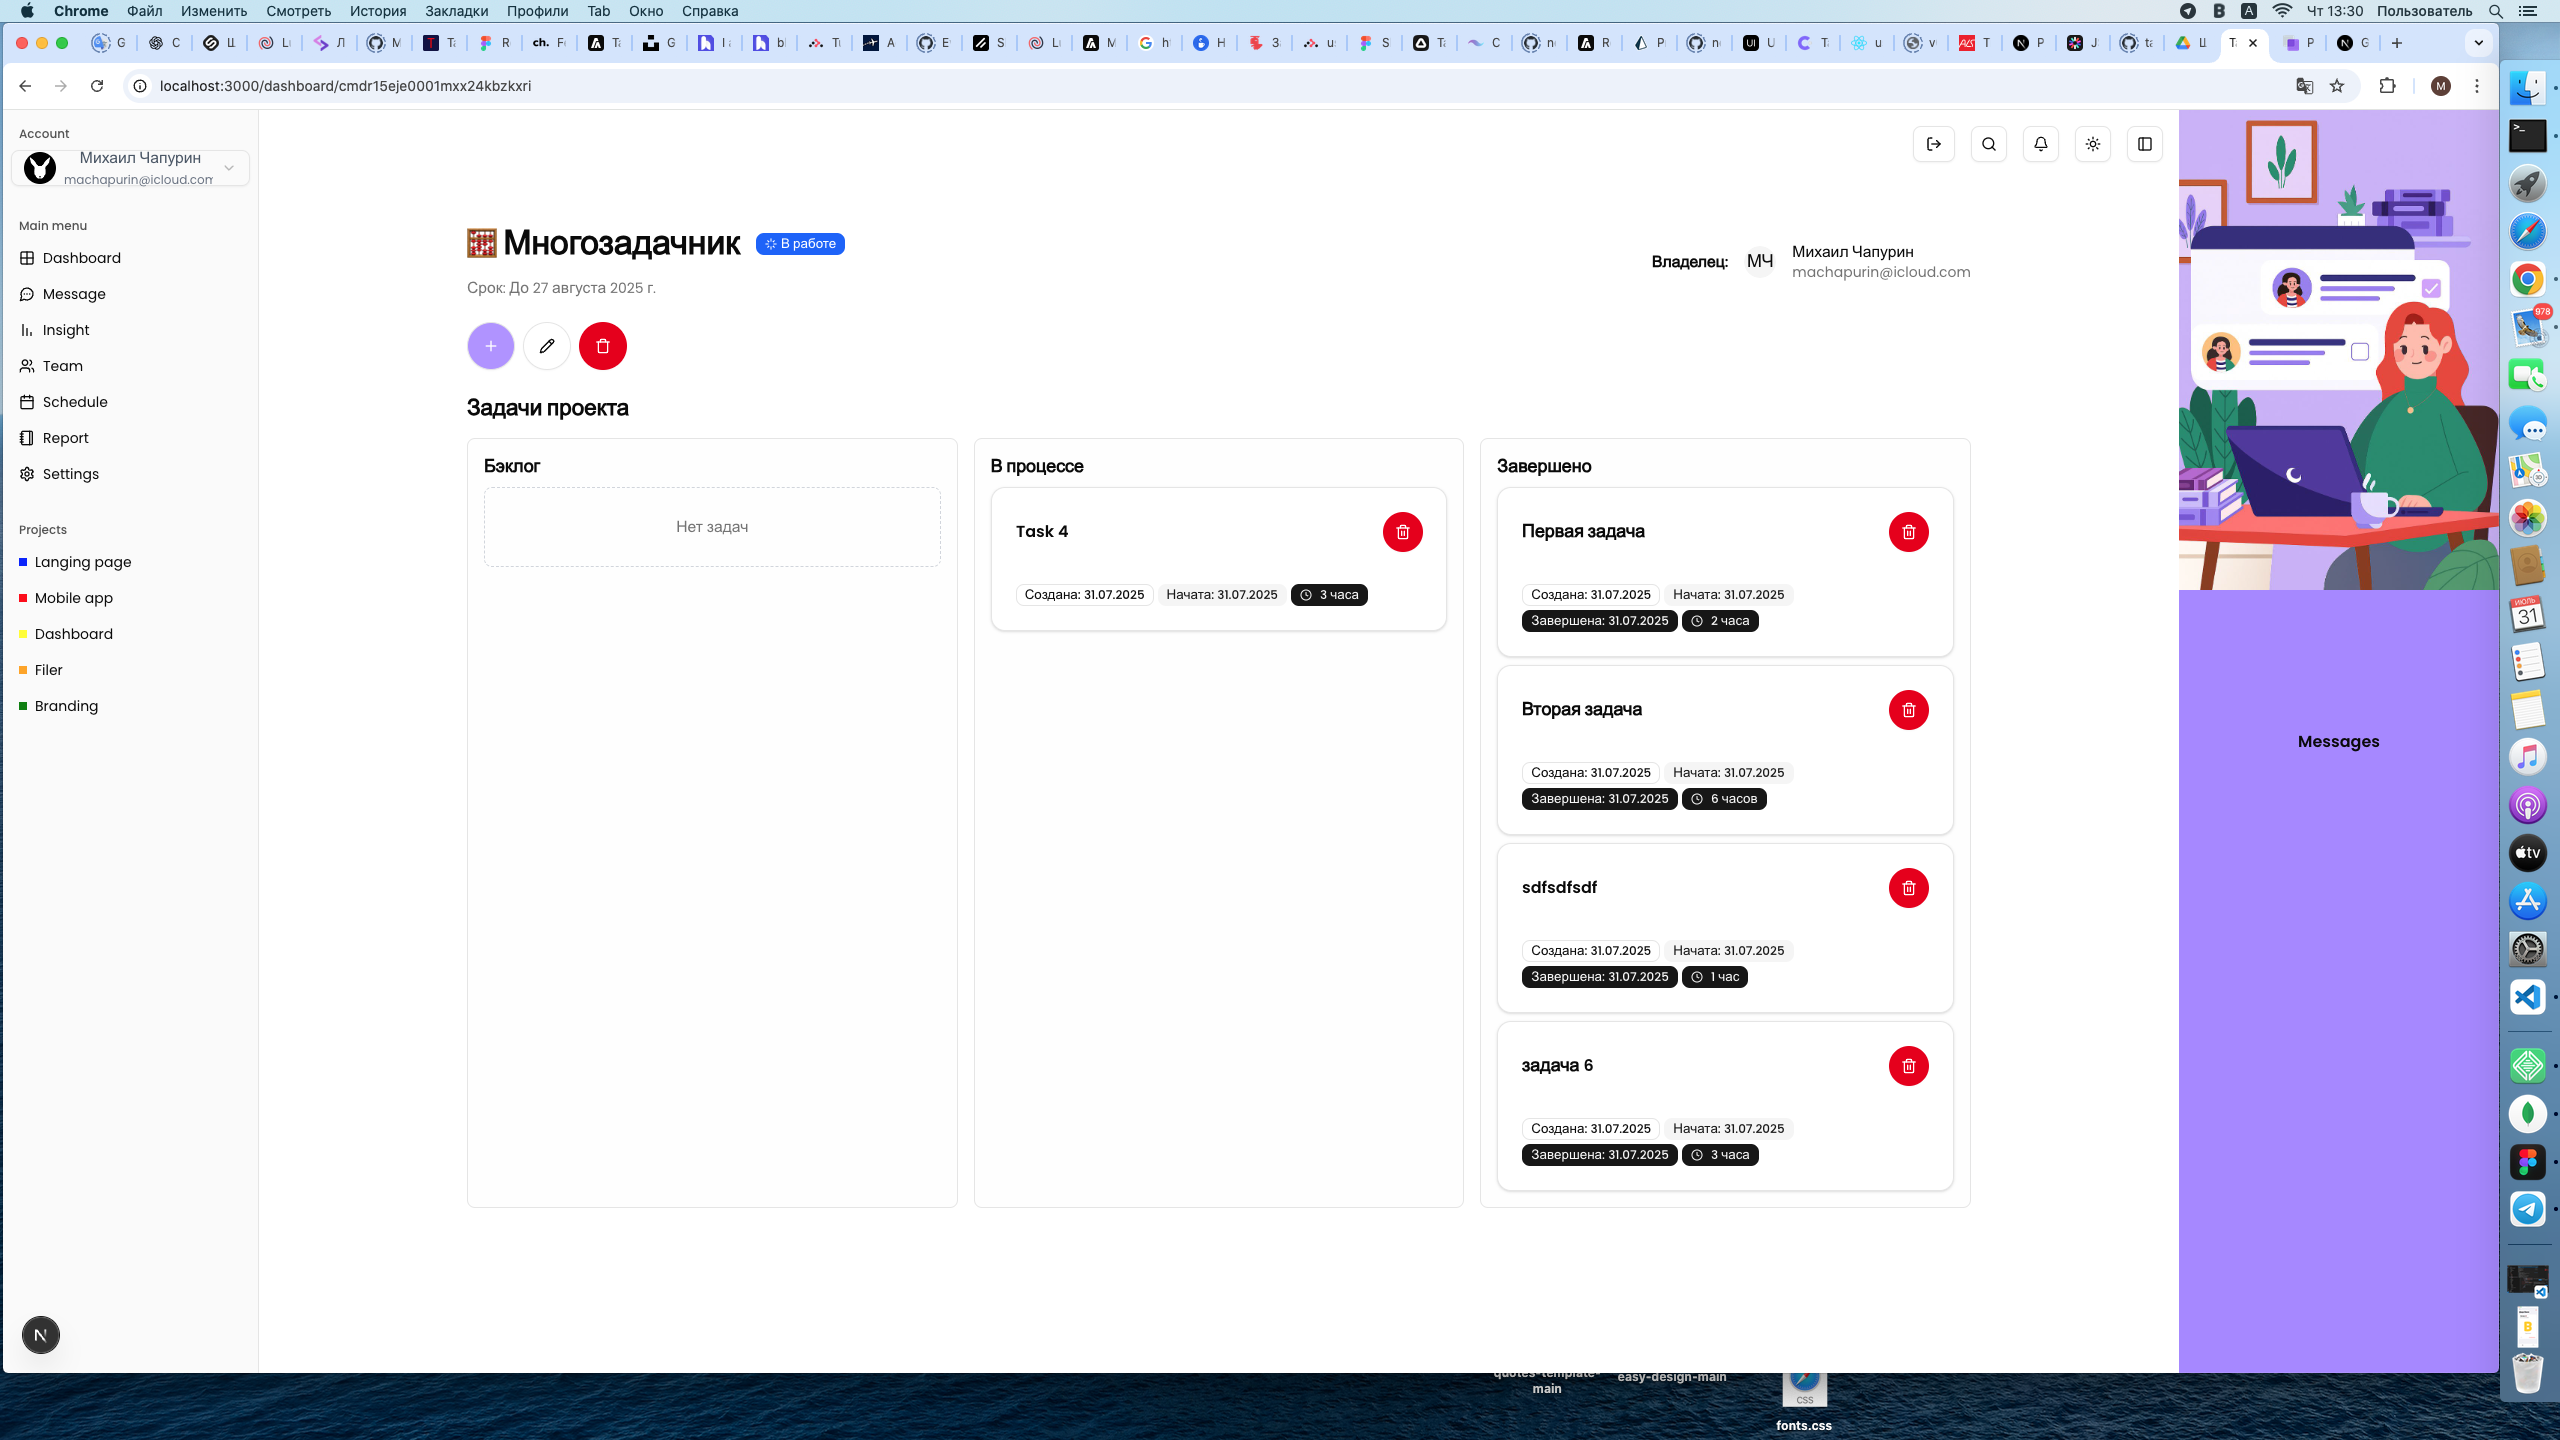 Chrome Файл Изменить Смотреть История Закладки Профили Tab Окно Справка
Чт 13:30 Пользователь
localhost:3000/dashboard/cmdr15eje0001mxx24kbzkxri
Account
Михаил Чапурин
machapurin@icloud.com
Main menu
Dashboard
Message
Insight
Team
Schedule
Report
Settings
Projects
Langing page
Mobile app
Dashboard
Filer
Branding
Многозадачник
В работе
Срок: До 27 августа 2025 г.
Владелец:
МЧ
Михаил Чапурин
machapurin@icloud.com
Задачи проекта
Бэклог
Нет задач
В процессе
Task 4
Создана: 31.07.2025 Начата: 31.07.2025 3 часа
Завершено
Первая задача
Создана: 31.07.2025 Начата: 31.07.2025
Завершена: 31.07.2025 2 часа
Вторая задача
Создана: 31.07.2025 Начата: 31.07.2025
Завершена: 31.07.2025 6 часов
sdfsdfsdf
Создана: 31.07.2025 Начата: 31.07.2025
Завершена: 31.07.2025 1 час
задача 6
Создана: 31.07.2025 Начата: 31.07.2025
Завершена: 31.07.2025 3 часа
Messages
978
ИЮЛЬ
31
tv
quotes-template-
main
easy-design-main
CSS
fonts.css